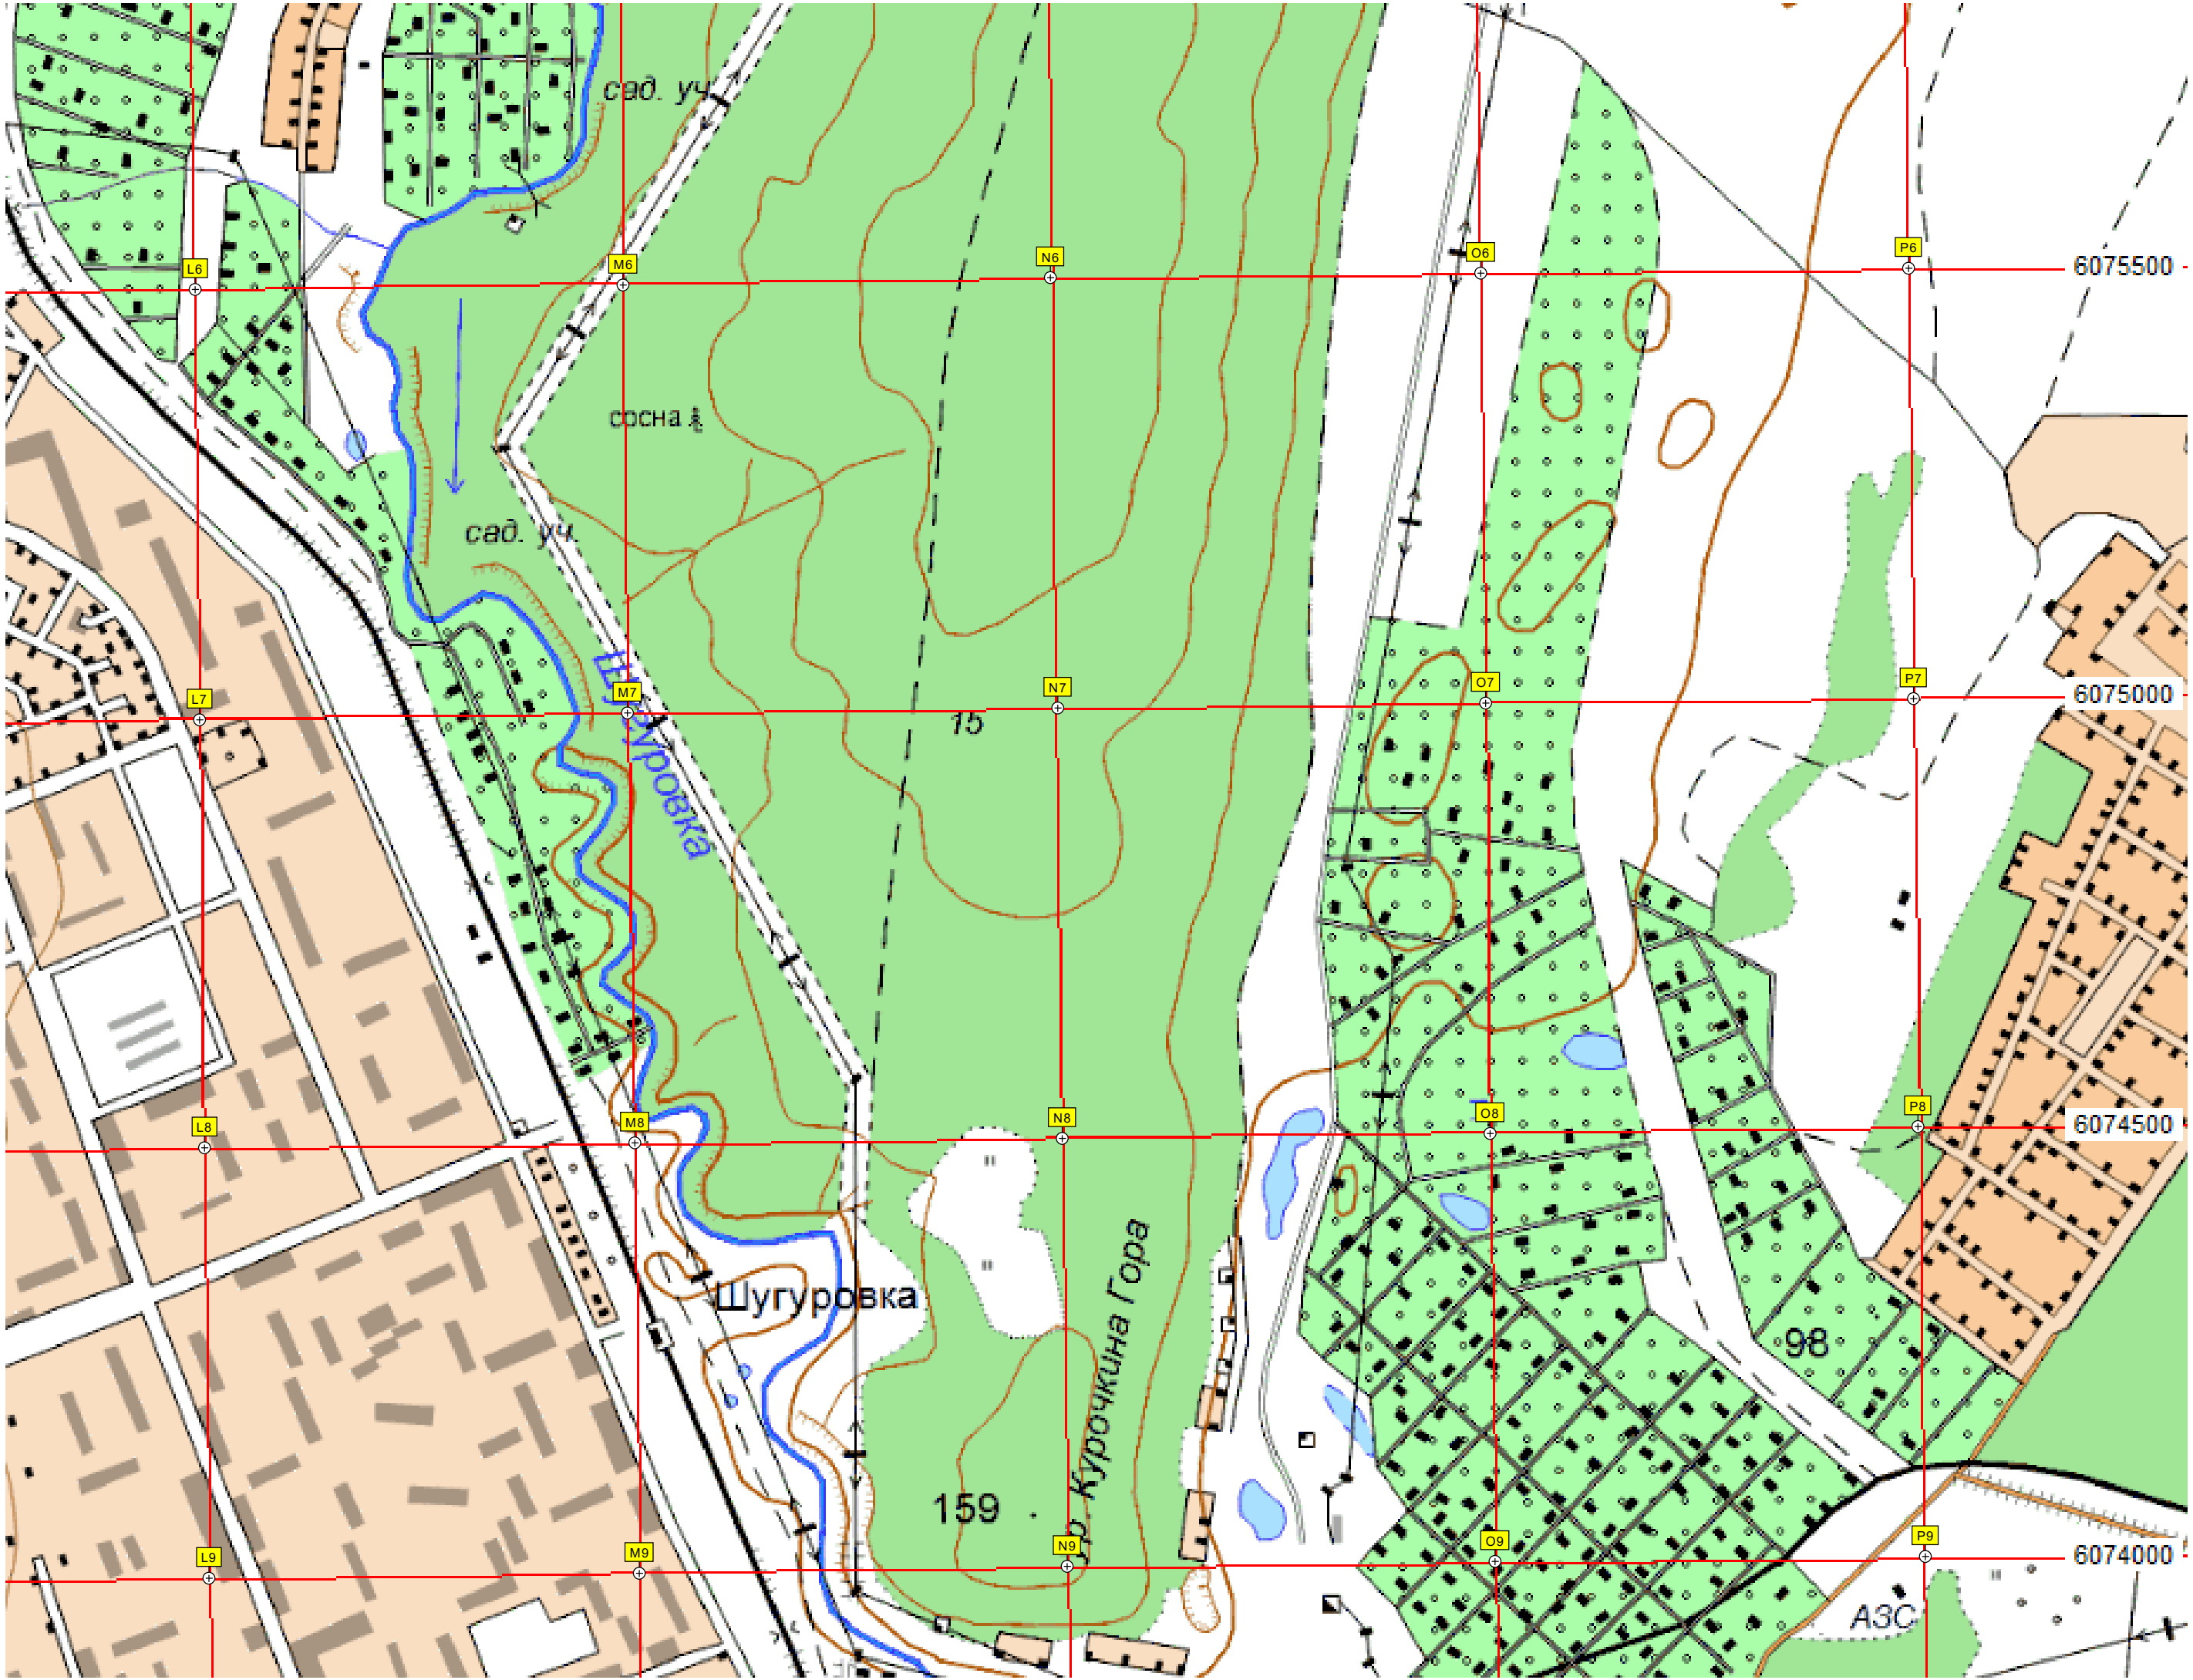 сад. уч.
L6
M6
N6
O6
P6
6075500
сосна
сад. уч.
L7
M7
N7
O7
P7
6075000
Шугуровка
15
L8
M8
N8
O8
P8
6074500
Шугуровка
ур. Курочкина Гора
98
159
L9
M9
N9
O9
P9
6074000
АЗС